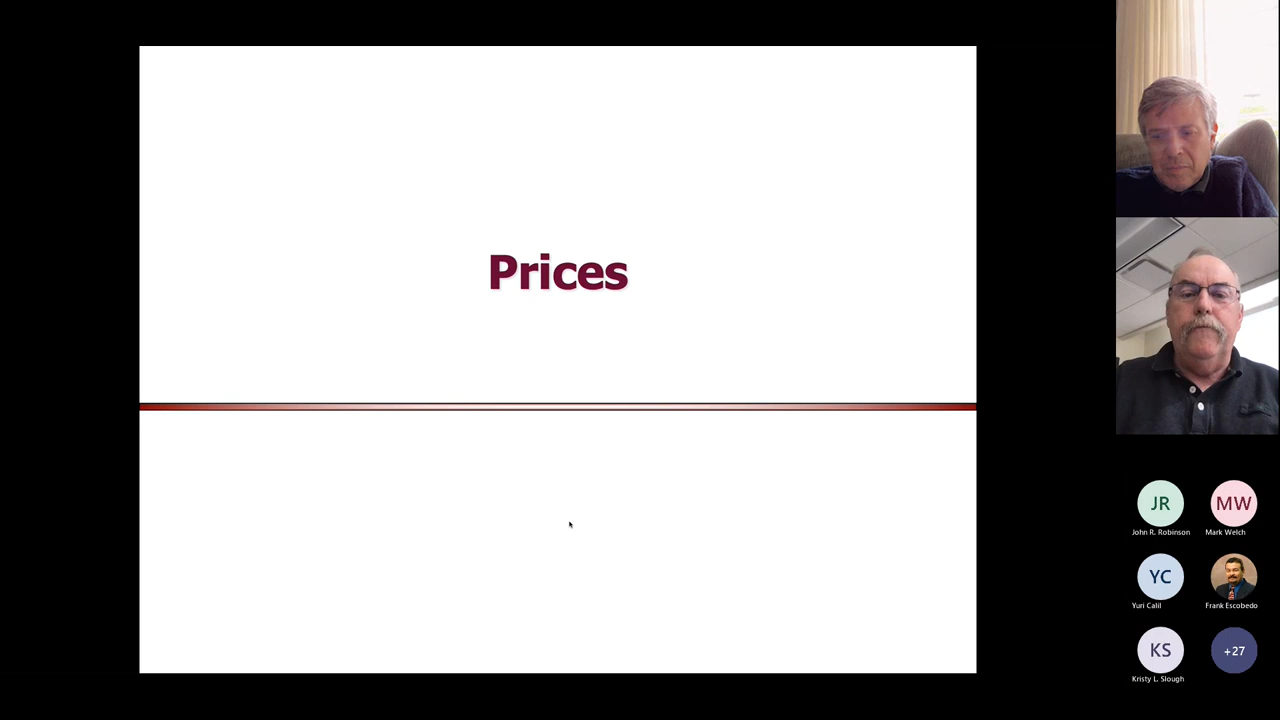 Prices
JR
MW
John R. Robinson
Mark Welch
YC
Yuri Calil
Frank Escobedo
KS
+27
Kristy L. Slough